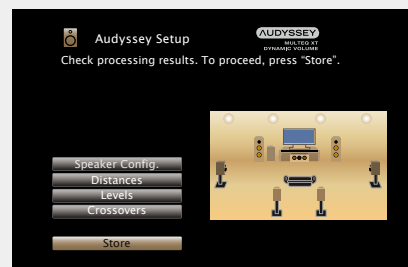 Audyssey Setup
AUDYSSEY
MULTEQ XT
DYNAMIC VOLUME
Check processing results. To proceed, press “Store”.
Speaker Config.
Distances
Levels
Crossovers
Store